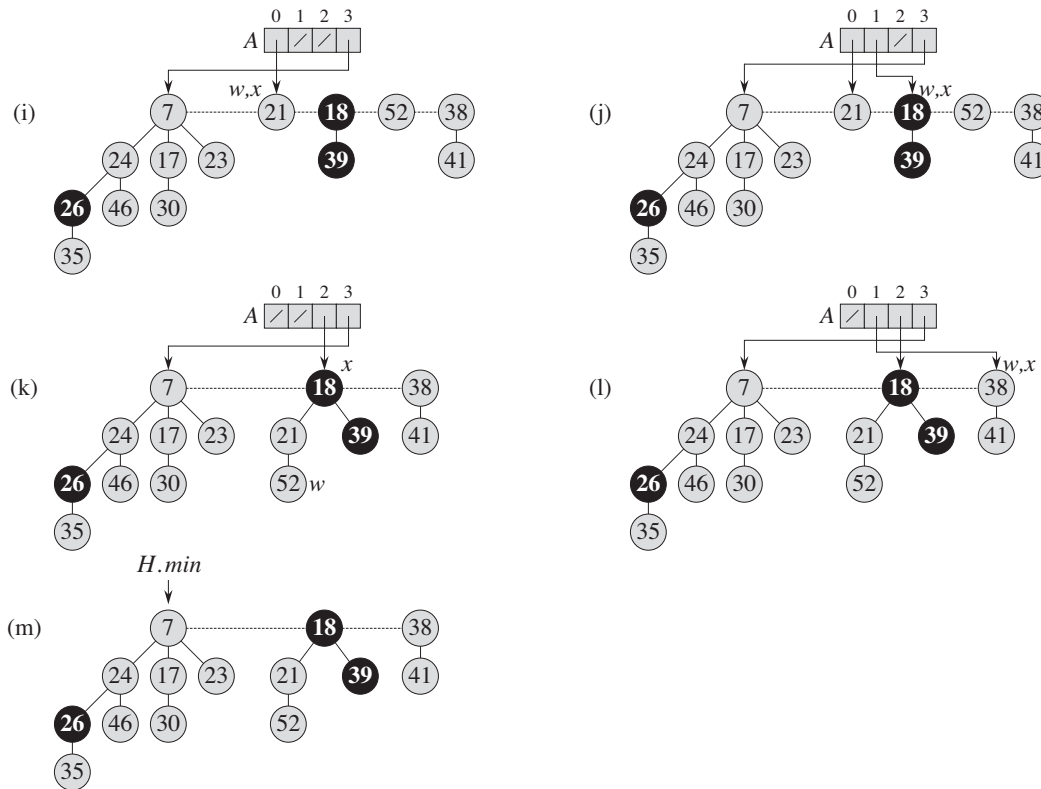 0 1 2 3
A
w,x
(i)
7 21 18 52 38
24 17 23 39 41
26 46 30
35
0 1 2 3
A
w,x
(j)
7 21 18 52 38
24 17 23 39 41
26 46 30
35
0 1 2 3
A
x
(k)
7 18 38
24 17 23 21 39 41
26 46 30 52 w
35
0 1 2 3
A
w,x
(l)
7 18 38
24 17 23 21 39 41
26 46 30 52
35
H.min
(m)
7 18 38
24 17 23 21 39 41
26 46 30 52
35